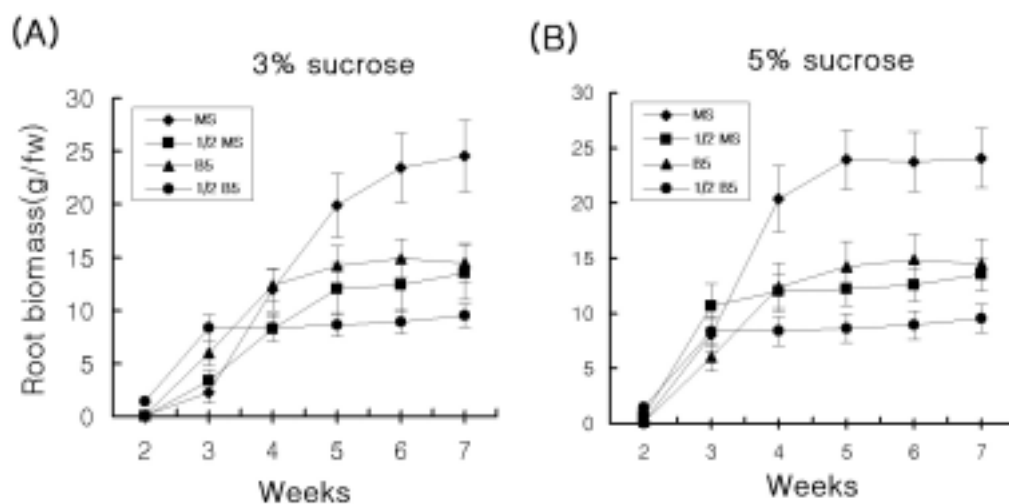 (A)
3% sucrose
MS
1/2 MS
B5
1/2 B5
30
25
20
15
10
5
0
Root biomass(g/fw)
2 3 4 5 6 7
Weeks
(B)
5% sucrose
MS
1/2 MS
B5
1/2 B5
30
25
20
15
10
5
0
2 3 4 5 6 7
Weeks